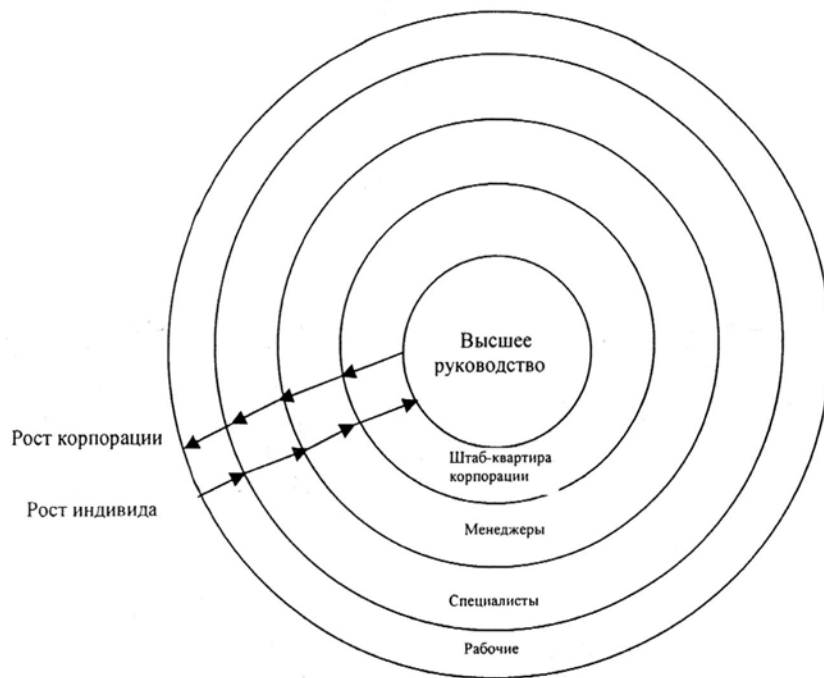 Высшее
руководство
Рост корпорации
Штаб-квартира
корпорации
Рост индивида
Менеджеры
Специалисты
Рабочие